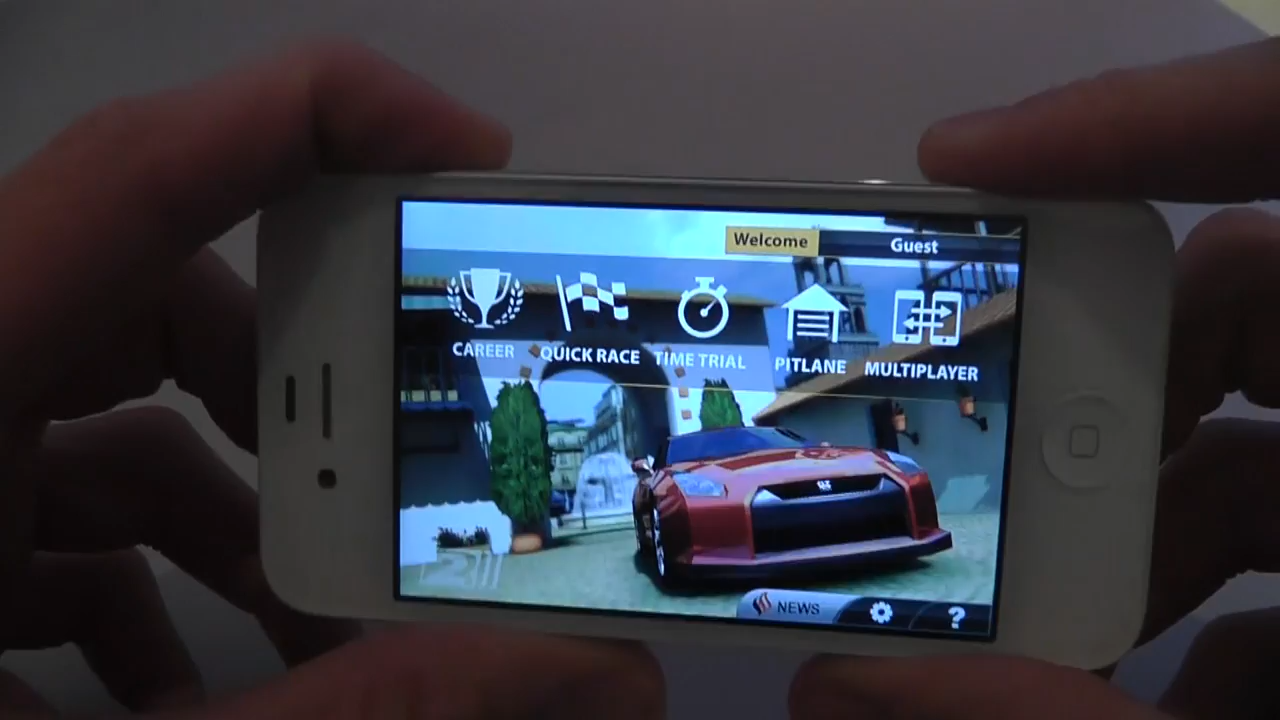 Welcome Guest
CAREER QUICK RACE TIME TRIAL PITLANE MULTIPLAYER
NEWS ?